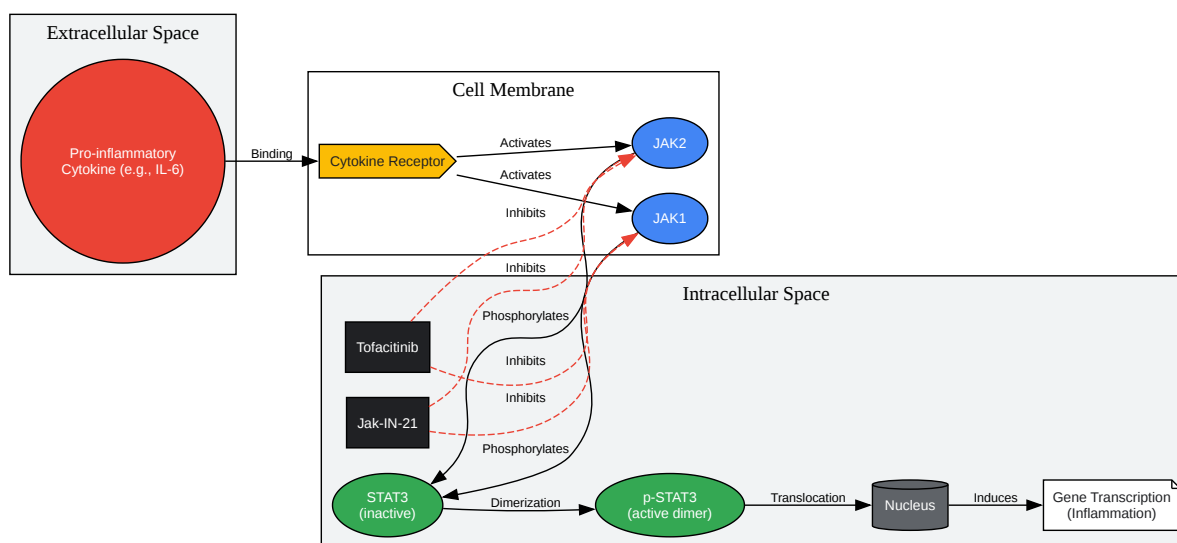 Extracellular Space
Pro-inflammatory
Cytokine (e.g., IL-6)
Binding
Cell Membrane
Cytokine Receptor
Activates
Activates
JAK2
JAK1
Inhibits
Inhibits
Intracellular Space
Phosphorylates
Tofacitinib
Inhibits
Inhibits
Jak-IN-21
Phosphorylates
STAT3
(inactive)
Dimerization
p-STAT3
(active dimer)
Translocation
Nucleus
Induces
Gene Transcription
(Inflammation)